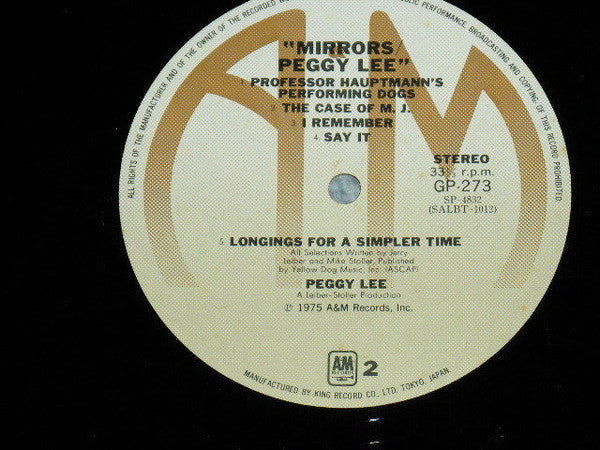 ALL RIGHTS OF THE MANUFACTURER AND OF THE OWNER OF THE RECORDED WO
PUBLIC PERFORMANCE, BROADCASTING AND COPYING OF THIS RECORD PROHIBITED.
A&M
"MIRRORS/
PEGGY LEE"
1 PROFESSOR HAUPTMANN'S
PERFORMING DOGS
2 THE CASE OF M. J.
3 I REMEMBER
4 SAY IT
STEREO
33⅓ r.p.m.
GP-273
SP-4832
(SALBT-1012)
5 LONGINGS FOR A SIMPLER TIME
All Selections Written by Jerry
Leiber and Mike Stoller, Published
by Yellow Dog Music, Inc. (ASCAP)
PEGGY LEE
A Leiber-Stoller Production
℗ 1975 A&M Records, Inc.
A&M
RECORDS
2
MANUFACTURED BY KING RECORD CO., LTD. TOKYO, JAPAN.